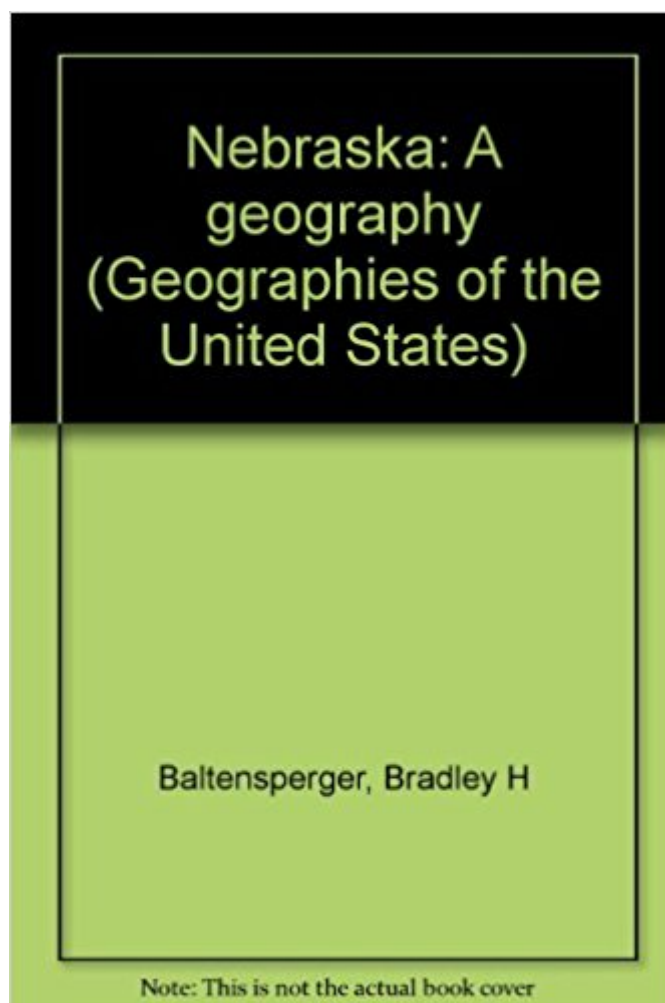 Nebraska: A
geography
(Geographies of the
United States)
Baltensperger, Bradley H
Note: This is not the actual book cover